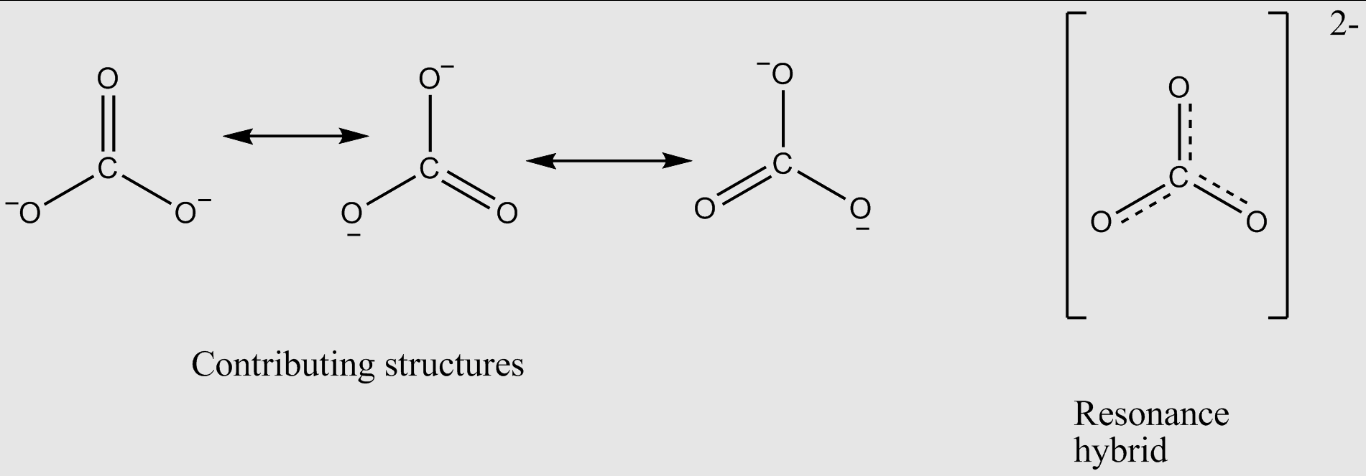 2-
O
O⁻
⁻O
O
C
C
C
C
⁻O
O⁻
O
–
O
O
O
–
O
O
Contributing structures
Resonance
hybrid